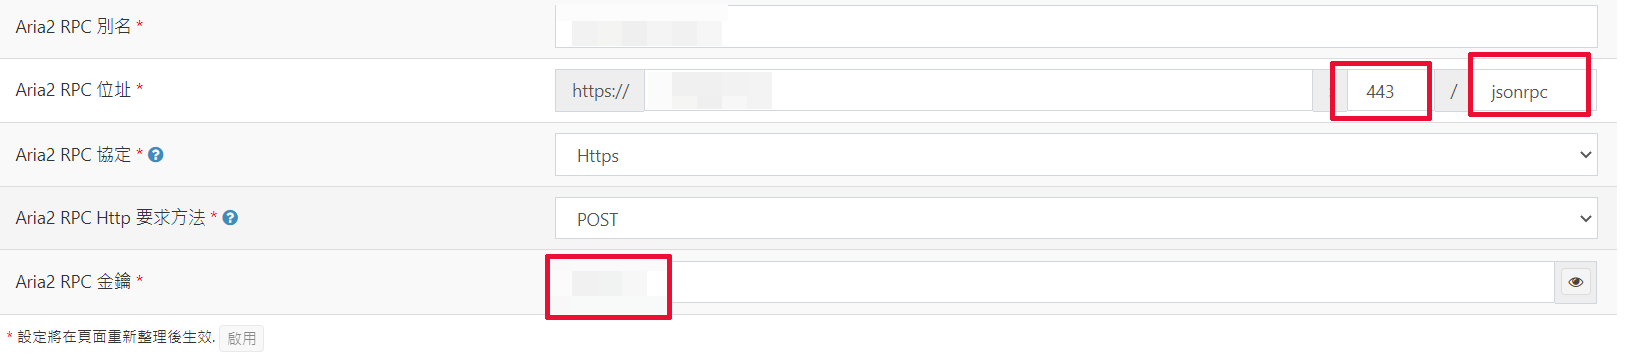 Aria2 RPC 別名 *
Aria2 RPC 位址 * https:// 443 / jsonrpc
Aria2 RPC 協定 * Https
Aria2 RPC Http 要求方法 * POST
Aria2 RPC 金鑰 *
* 設定將在頁面重新整理後生效. 啟用